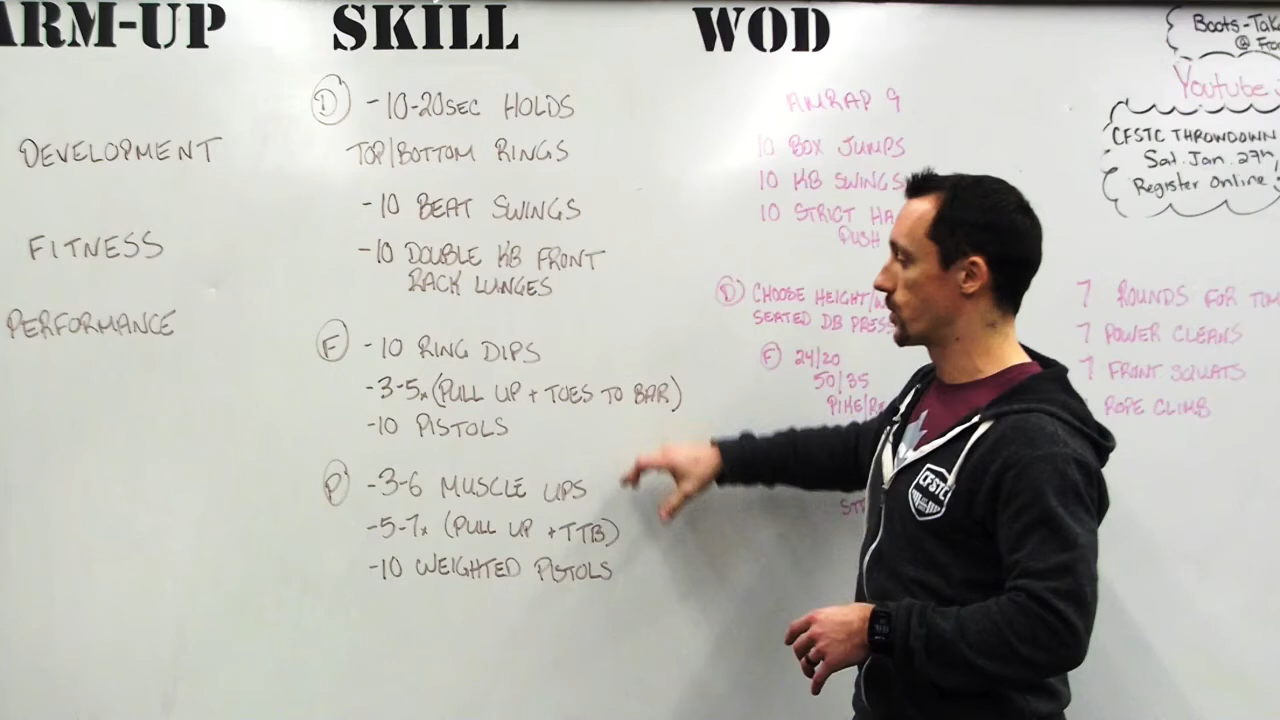 ARM-UP
DEVELOPMENT
FITNESS
PERFORMANCE
SKILL
D -10-20SEC HOLDS
TOP/BOTTOM RINGS
-10 BEAT SWINGS
-10 DOUBLE KB FRONT
RACK LUNGES
F -10 RING DIPS
-3-5x (PULL UP + TOES TO BAR)
-10 PISTOLS
P -3-6 MUSCLE UPS
-5-7x (PULL UP + TTB)
-10 WEIGHTED PISTOLS
WOD
AMRAP 9
10 BOX JUMPS
10 KB SWINGS
10 STRICT HA
PUSH
D CHOOSE HEIGHT/
SEATED DB PRESS
F 24/20
50/35
PIKE/
ST
Boots-Tak
@
Youtube
CFSTC THROWDOWN
Sat. Jan. 27th,
Register Online
7 ROUNDS FOR TIM
7 POWER CLEANS
7 FRONT SQUATS
ROPE CLIMB
CFSTC